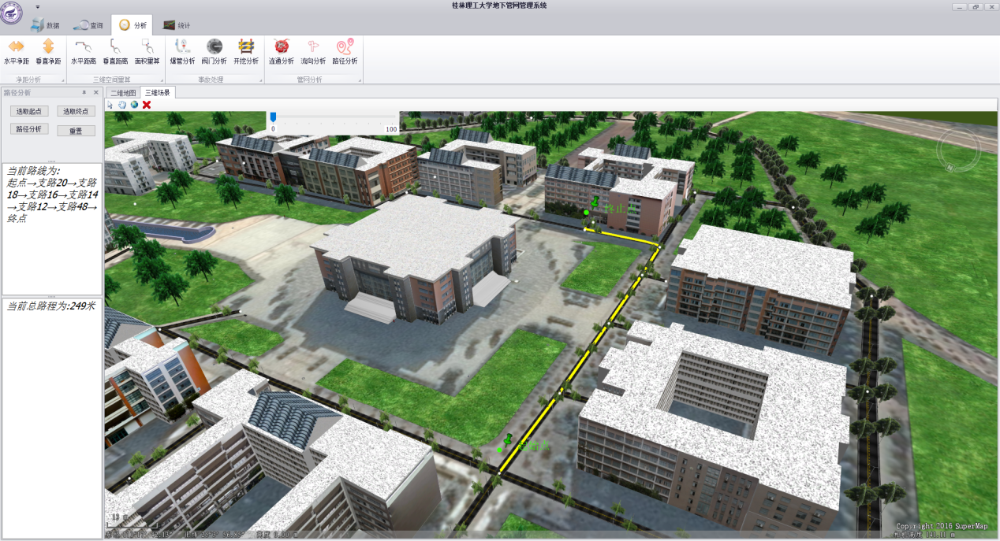 桂林理工大学地下管网管理系统
数据 查询 分析 统计
水平净距 垂直净距 水平距离 垂直距离 面积量算 爆管分析 阀门分析 开挖分析 连通分析 流向分析 路径分析
净距分析 三维空间量算 事故处理 管网分析
路径分析
二维地图 三维场景
选取起点 选取终点
路径分析 重置
0 100
当前路线为:
起点→支路20→支路
18→支路16→支路14
→支路12→支路48→
终点
当前总路程为:249米
终止点
N
Copyright 2016 SuperMap